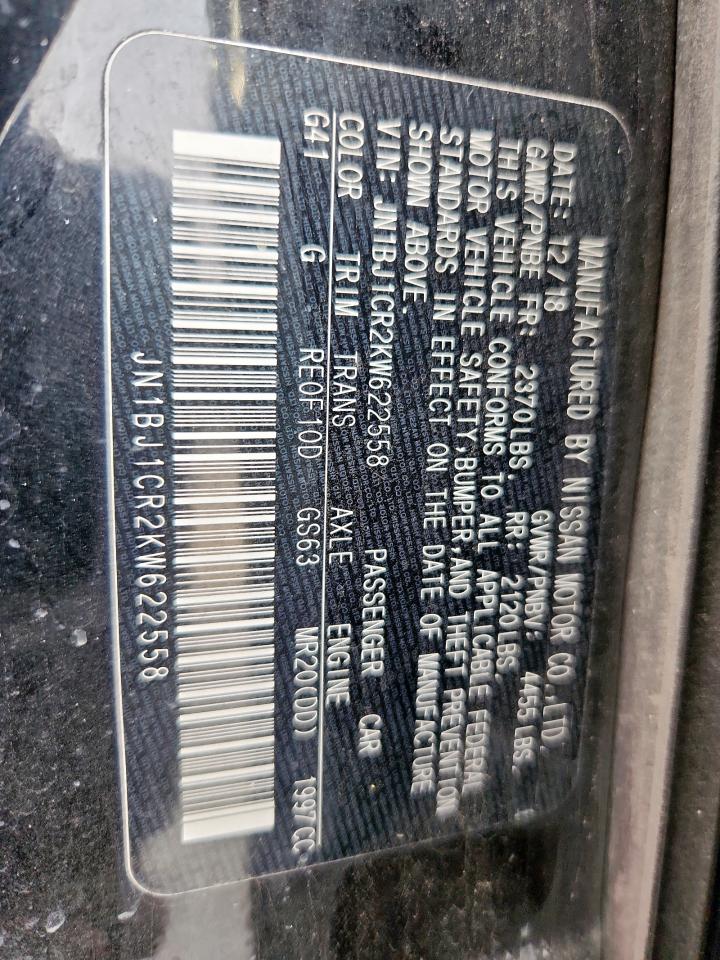 MANUFACTURED BY NISSAN MOTOR CO.,LTD.
DATE: 12/18 GVWR/PNBV: 4455 LBS
GAWR/PNBE FR: 2370LBS, RR: 2120LBS.
THIS VEHICLE CONFORMS TO ALL APPLICABLE FEDERAL
MOTOR VEHICLE SAFETY,BUMPER,AND THEFT PREVENTION
STANDARDS IN EFFECT ON THE DATE OF MANUFACTURE
SHOWN ABOVE.
VIN: JN1BJ1CR2KW622558 PASSENGER CAR
COLOR TRIM TRANS AXLE ENGINE
G41 G REOF10D GS63 MR20(DD) 1997CC
JN1BJ1CR2KW622558